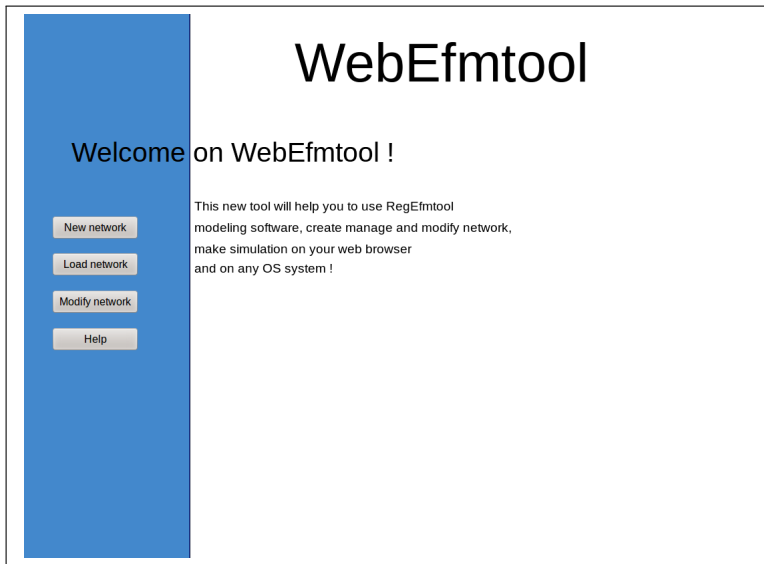 WebEfmtool
Welcome on WebEfmtool !
This new tool will help you to use RegEfmtool
modeling software, create manage and modify network,
make simulation on your web browser
and on any OS system !
New network
Load network
Modify network
Help